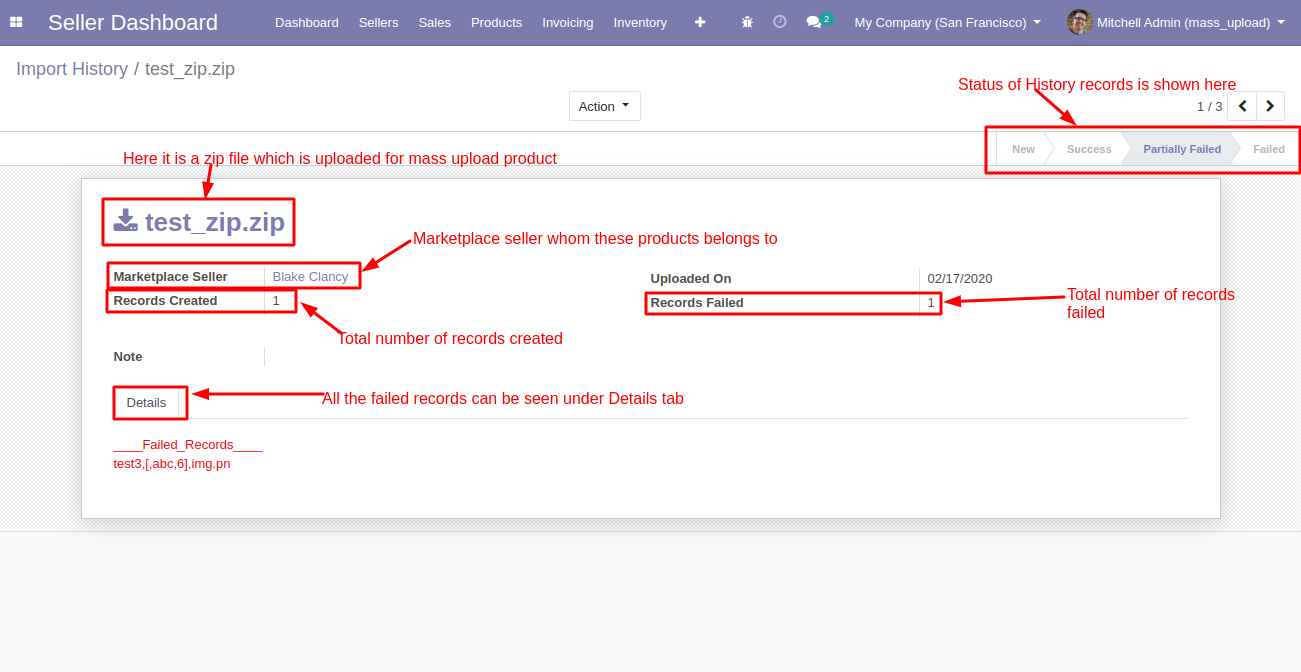 Seller Dashboard Dashboard Sellers Sales Products Invoicing Inventory 2 My Company (San Francisco) Mitchell Admin (mass_upload)
Import History / test_zip.zip
Status of History records is shown here
Action
1 / 3
New Success Partially Failed Failed
Here it is a zip file which is uploaded for mass upload product
test_zip.zip
Marketplace seller whom these products belongs to
Marketplace Seller Blake Clancy
Uploaded On 02/17/2020
Records Created 1
Records Failed 1
Total number of records
failed
Total number of records created
Note
Details
All the failed records can be seen under Details tab
____Failed_Records____
test3,[,abc,6],img.pn